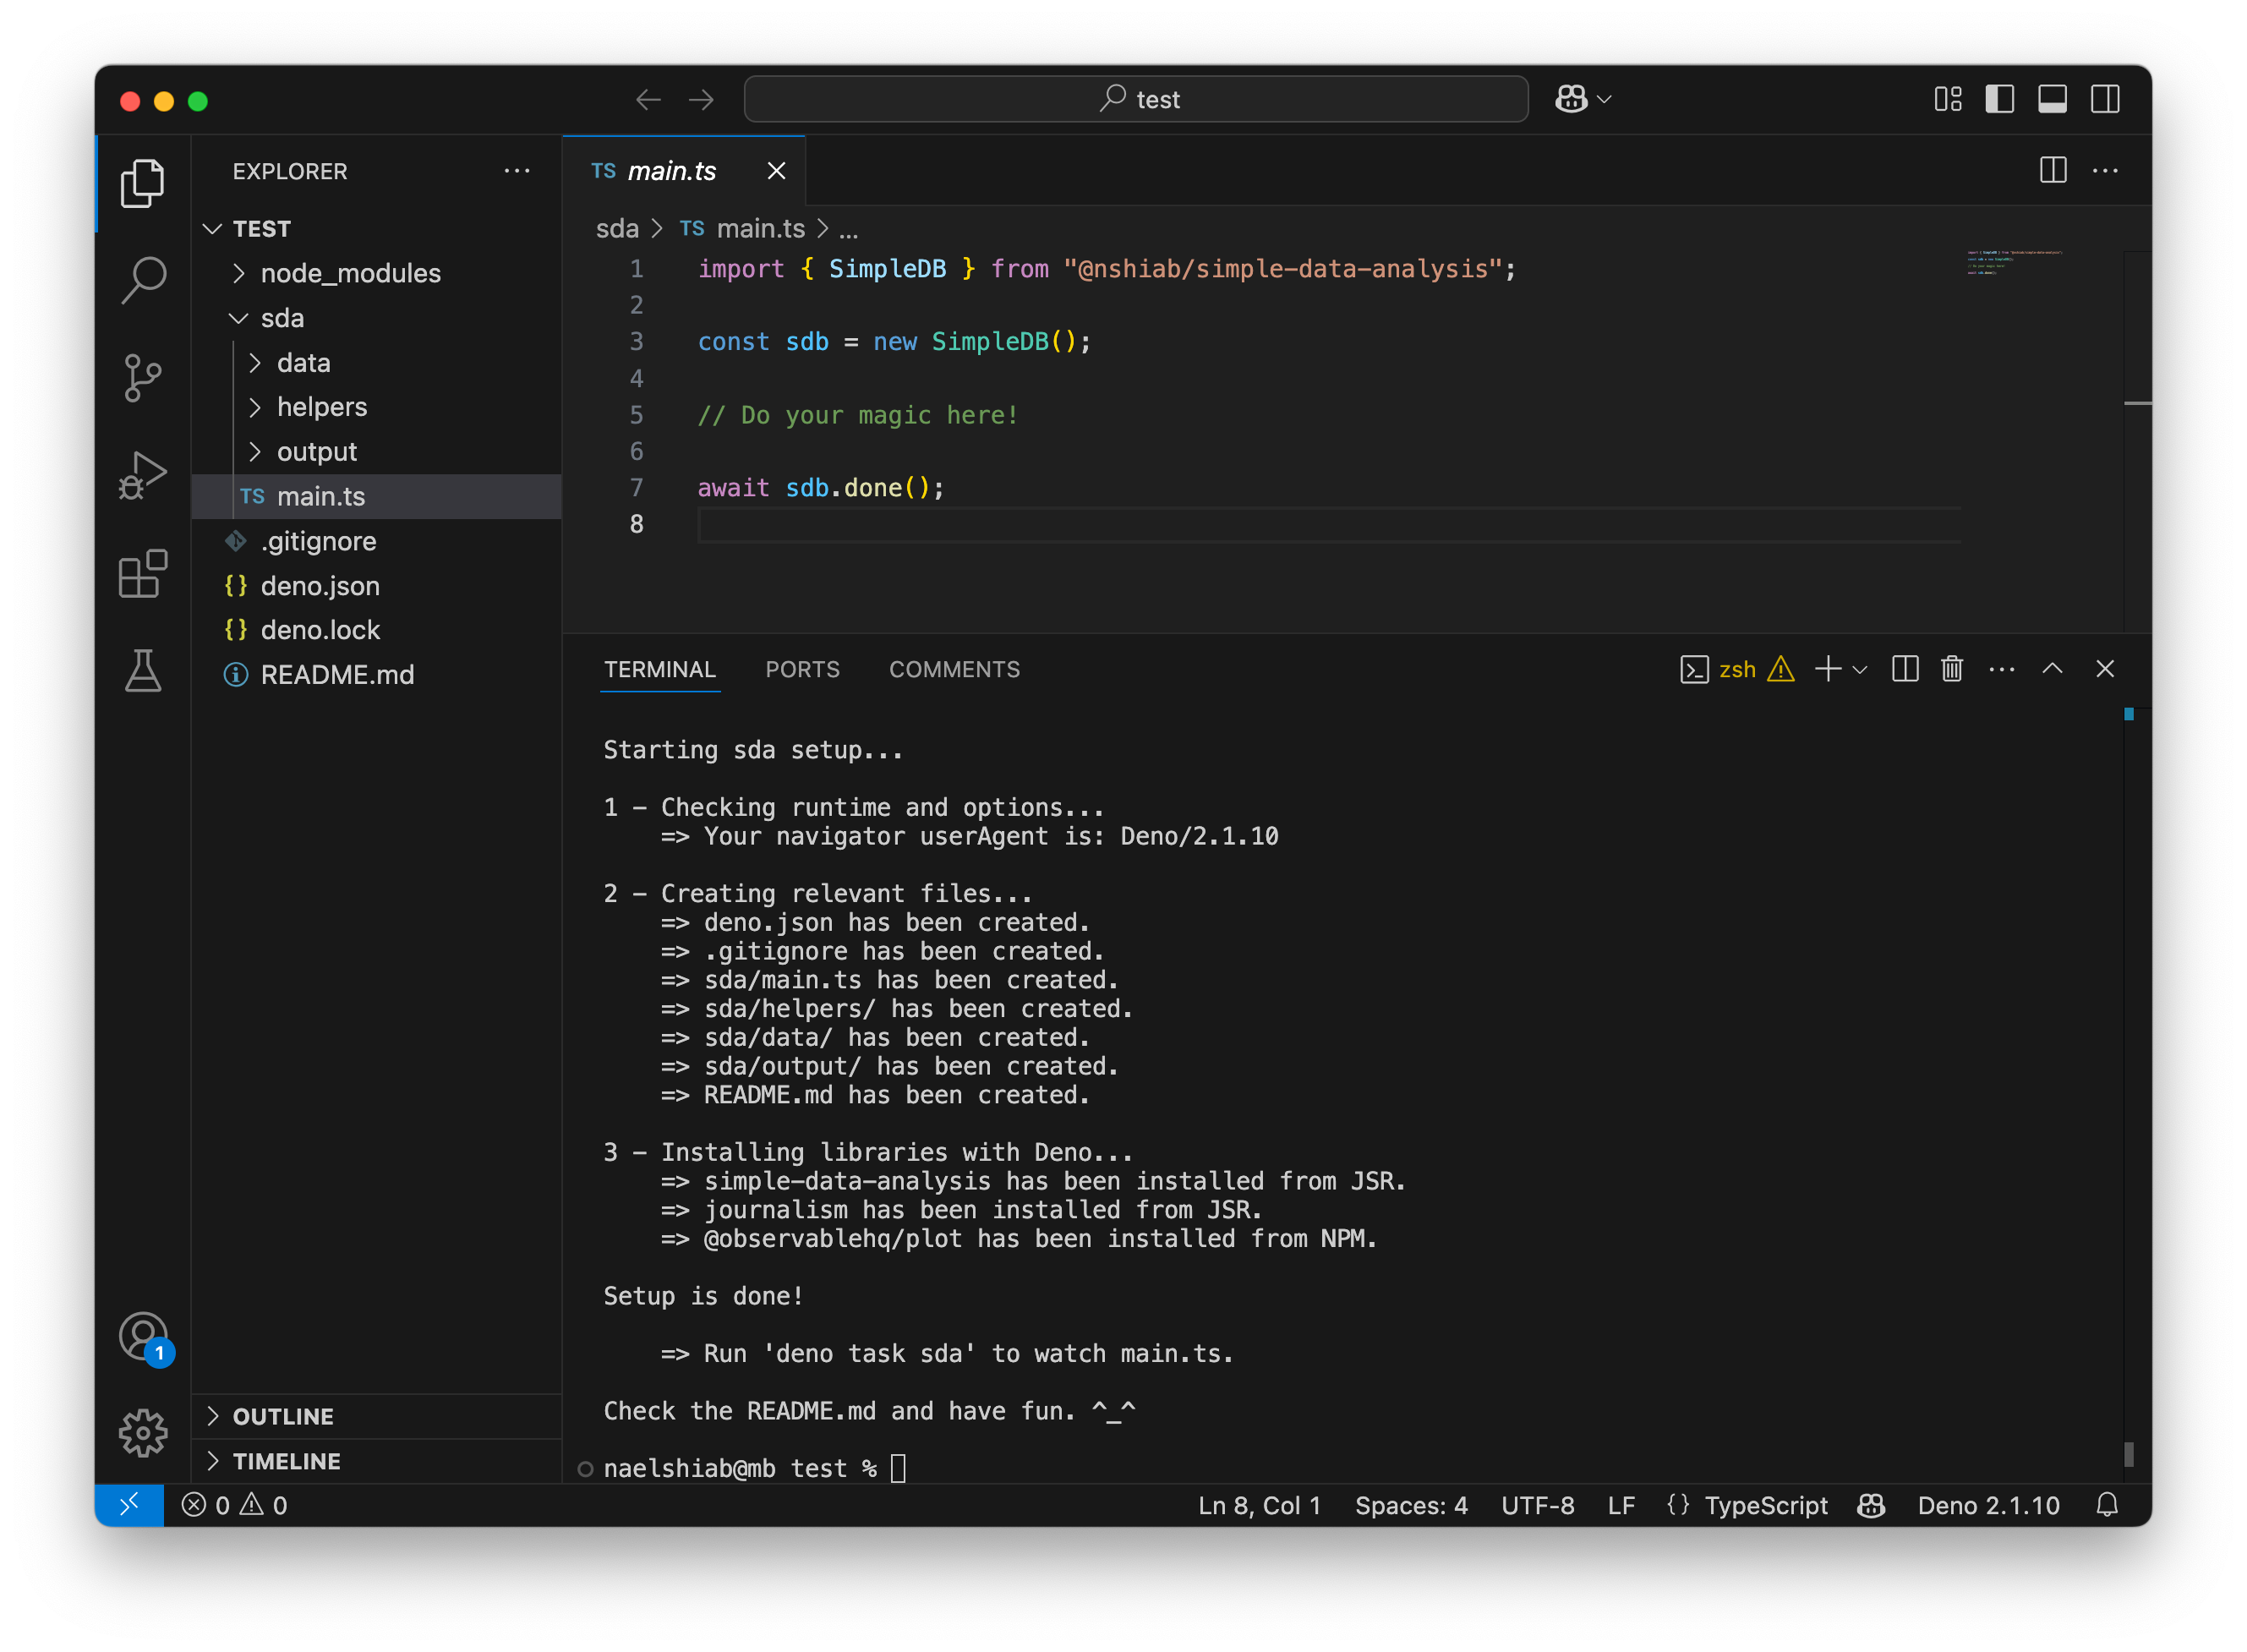 test
EXPLORER
TEST
node_modules
sda
data
helpers
output
TS main.ts
.gitignore
{} deno.json
{} deno.lock
README.md
OUTLINE
TIMELINE
TS main.ts
sda > TS main.ts > ...
1 import { SimpleDB } from "@nshiab/simple-data-analysis";
2
3 const sdb = new SimpleDB();
4
5 // Do your magic here!
6
7 await sdb.done();
8
TERMINAL PORTS COMMENTS
zsh
Starting sda setup...
1 - Checking runtime and options...
=> Your navigator userAgent is: Deno/2.1.10
2 - Creating relevant files...
=> deno.json has been created.
=> .gitignore has been created.
=> sda/main.ts has been created.
=> sda/helpers/ has been created.
=> sda/data/ has been created.
=> sda/output/ has been created.
=> README.md has been created.
3 - Installing libraries with Deno...
=> simple-data-analysis has been installed from JSR.
=> journalism has been installed from JSR.
=> @observablehq/plot has been installed from NPM.
Setup is done!
=> Run 'deno task sda' to watch main.ts.
Check the README.md and have fun. ^_^
naelshiab@mb test %
1
0 0
Ln 8, Col 1 Spaces: 4 UTF-8 LF {} TypeScript Deno 2.1.10